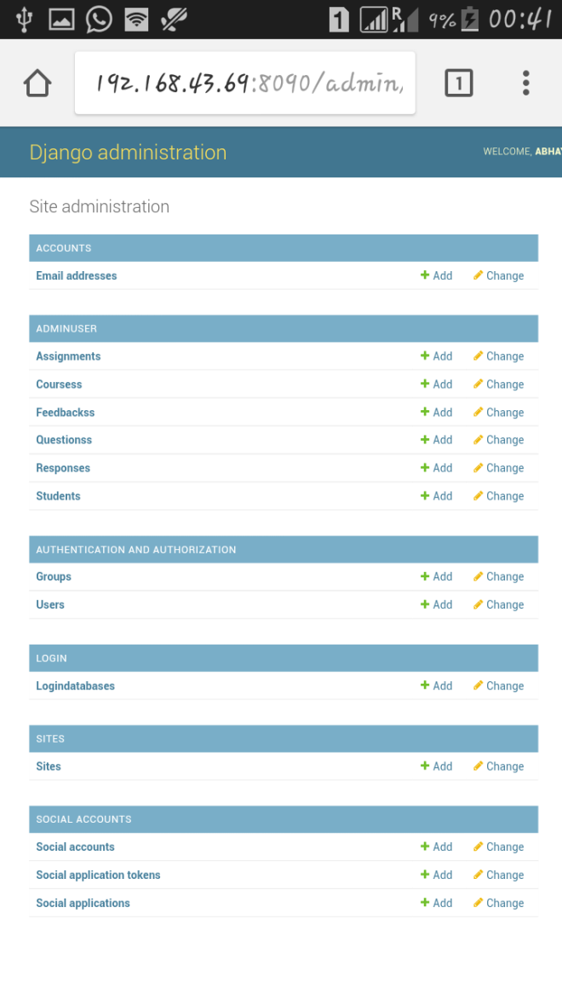 1 R 9% 00:41
192.168.43.69:8090/admin/ 1
Django administration WELCOME, ABHAY
Site administration
ACCOUNTS
Email addresses Add Change
ADMINUSER
Assignments Add Change
Coursess Add Change
Feedbackss Add Change
Questionss Add Change
Responses Add Change
Students Add Change
AUTHENTICATION AND AUTHORIZATION
Groups Add Change
Users Add Change
LOGIN
Logindatabases Add Change
SITES
Sites Add Change
SOCIAL ACCOUNTS
Social accounts Add Change
Social application tokens Add Change
Social applications Add Change